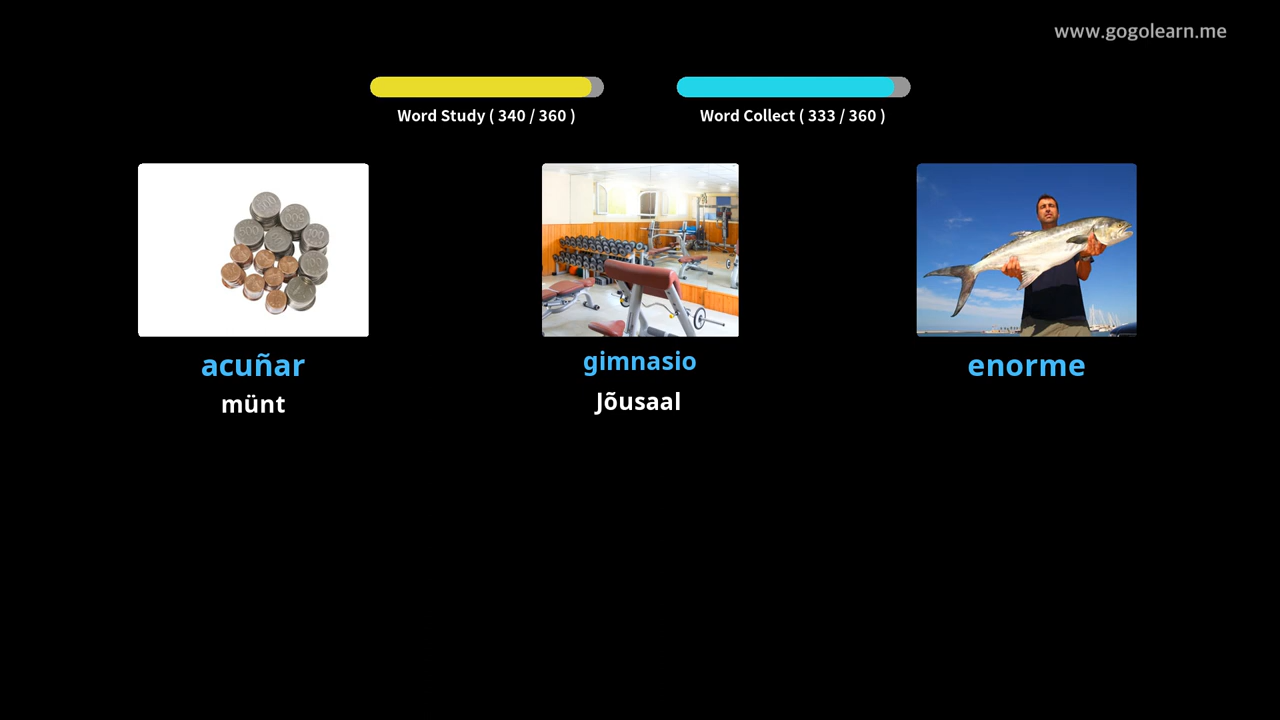 www.gogolearn.me
Word Study ( 340 / 360 )
Word Collect ( 333 / 360 )
acuñar
münt
gimnasio
Jõusaal
enorme